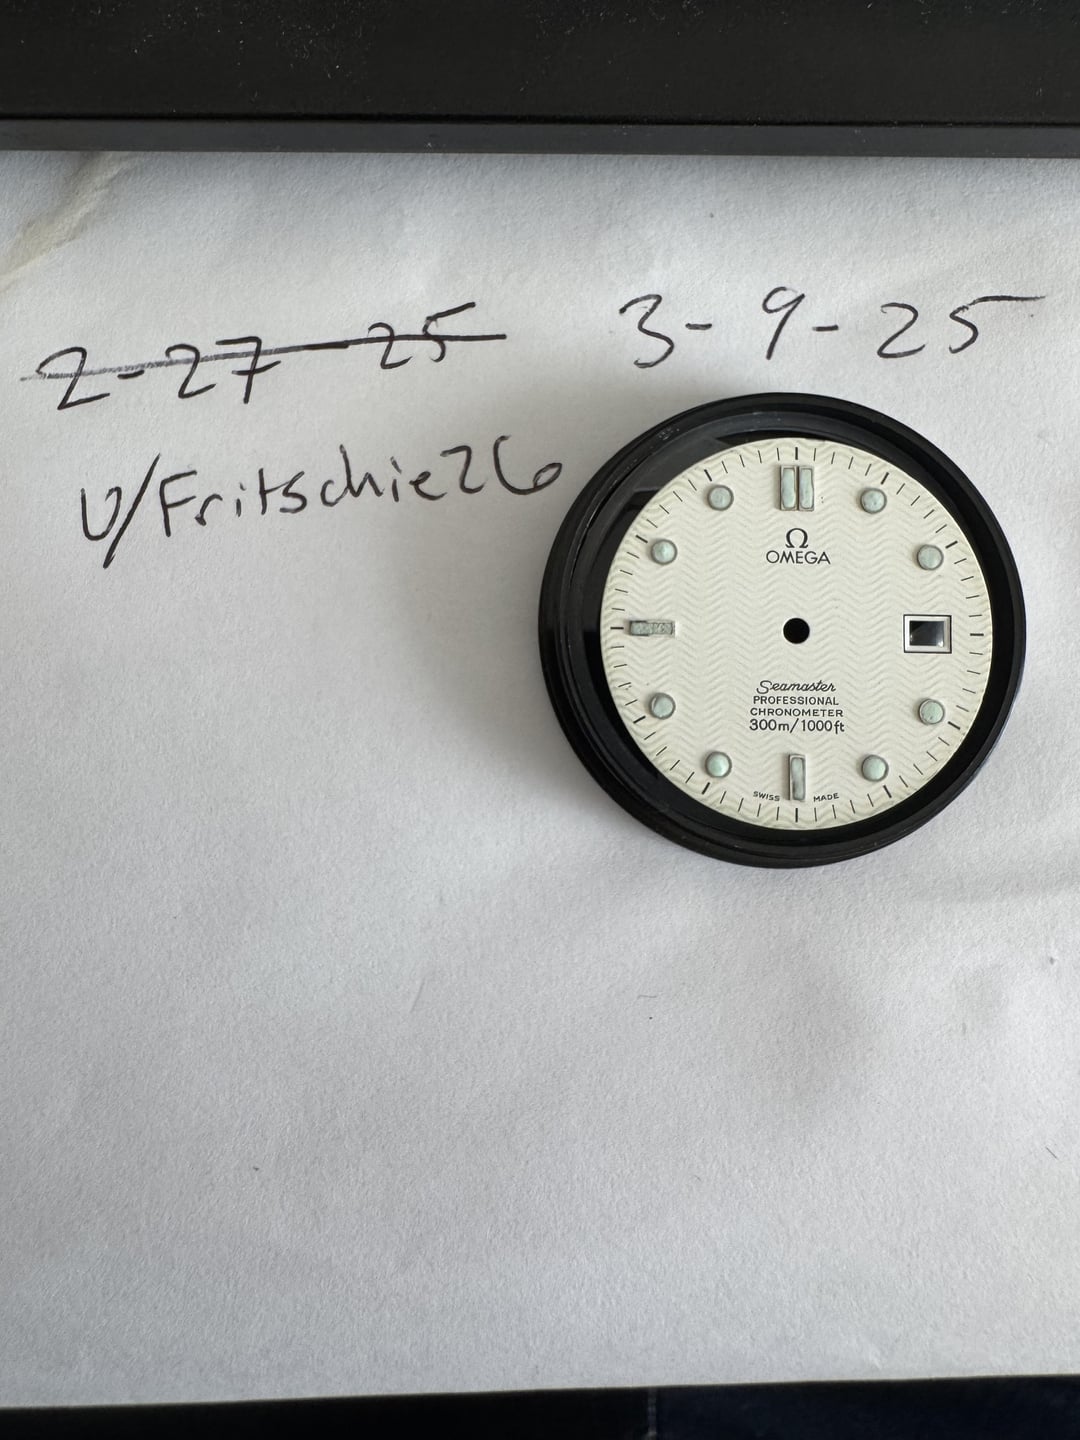 2-27-25 3-9-25
U/Fritschie26
Ω
OMEGA
Seamaster
PROFESSIONAL
CHRONOMETER
300m/1000ft
SWISS MADE